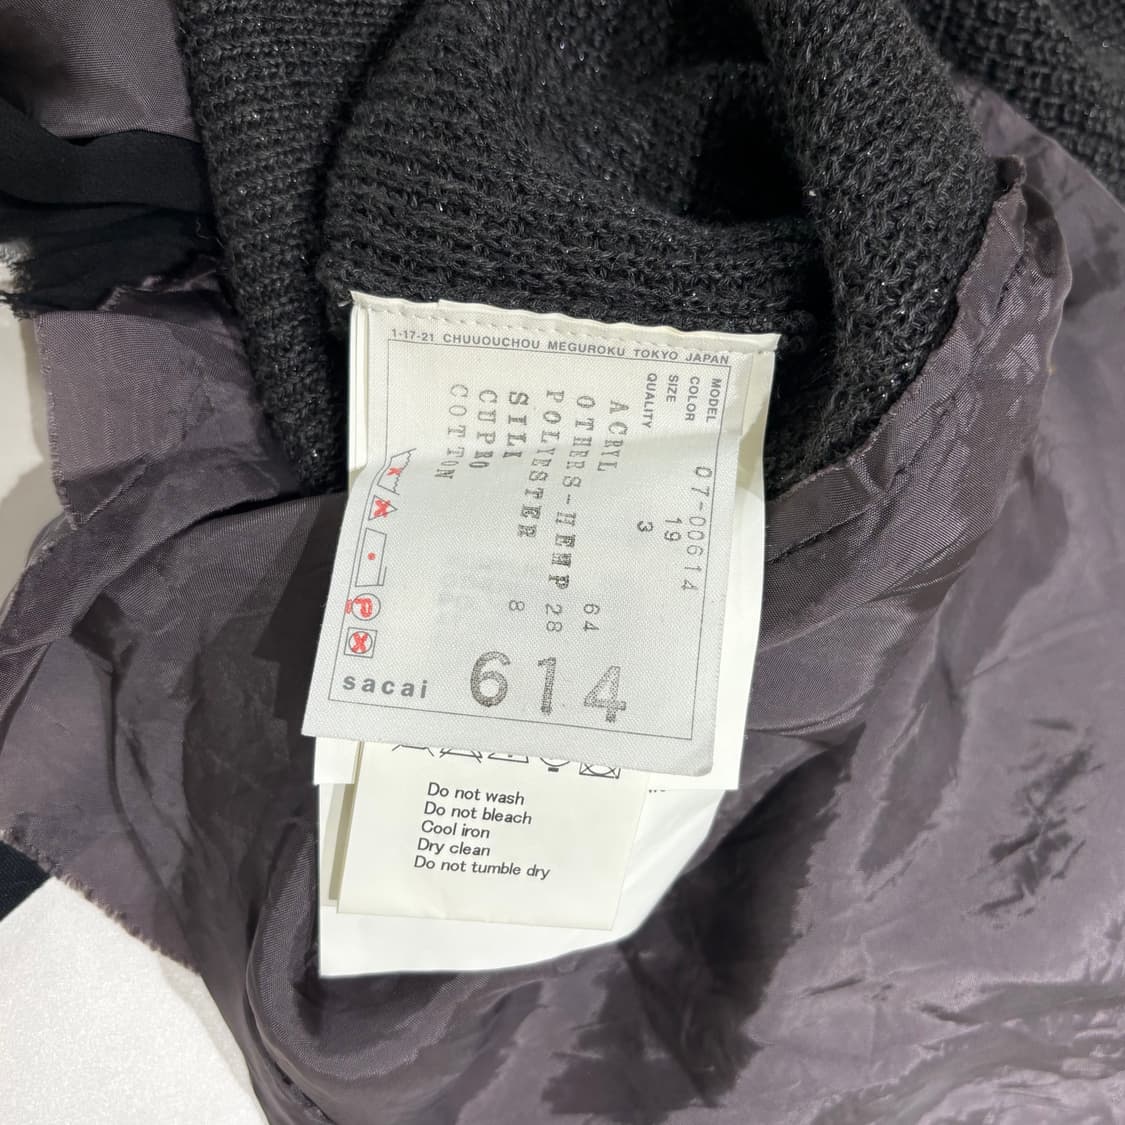 1-17-21 CHUUOUCHOU MEGUROKU TOKYO JAPAN
MODEL 07-00614
COLOR 19
SIZE 3
QUALITY
ACRYL 64
OTHERS-HEMP 28
POLYESTER 8
SILI
CUPRO
COTTON
P
sacai 614
Do not wash
Do not bleach
Cool iron
Dry clean
Do not tumble dry